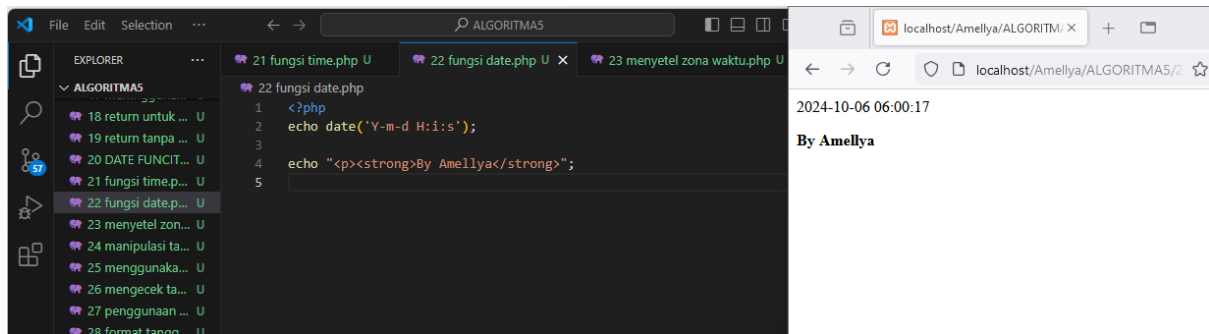 File Edit Selection ...
ALGORITMA5
EXPLORER ...
ALGORITMA5
18 return untuk ... U
19 return tanpa ... U
20 DATE FUNCIT... U
21 fungsi time.p... U
22 fungsi date.p... U
23 menyetel zon... U
24 manipulasi ta... U
25 menggunaka... U
26 mengecek ta... U
27 penggunaan ... U
28 format tangg... U
57
21 fungsi time.php U
22 fungsi date.php U
23 menyetel zona waktu.php U
22 fungsi date.php
1 <?php
2 echo date('Y-m-d H:i:s');
3
4 echo "<p><strong>By Amellya</strong>";
5
localhost/Amellya/ALGORITM
localhost/Amellya/ALGORITMA5/2
2024-10-06 06:00:17
By Amellya